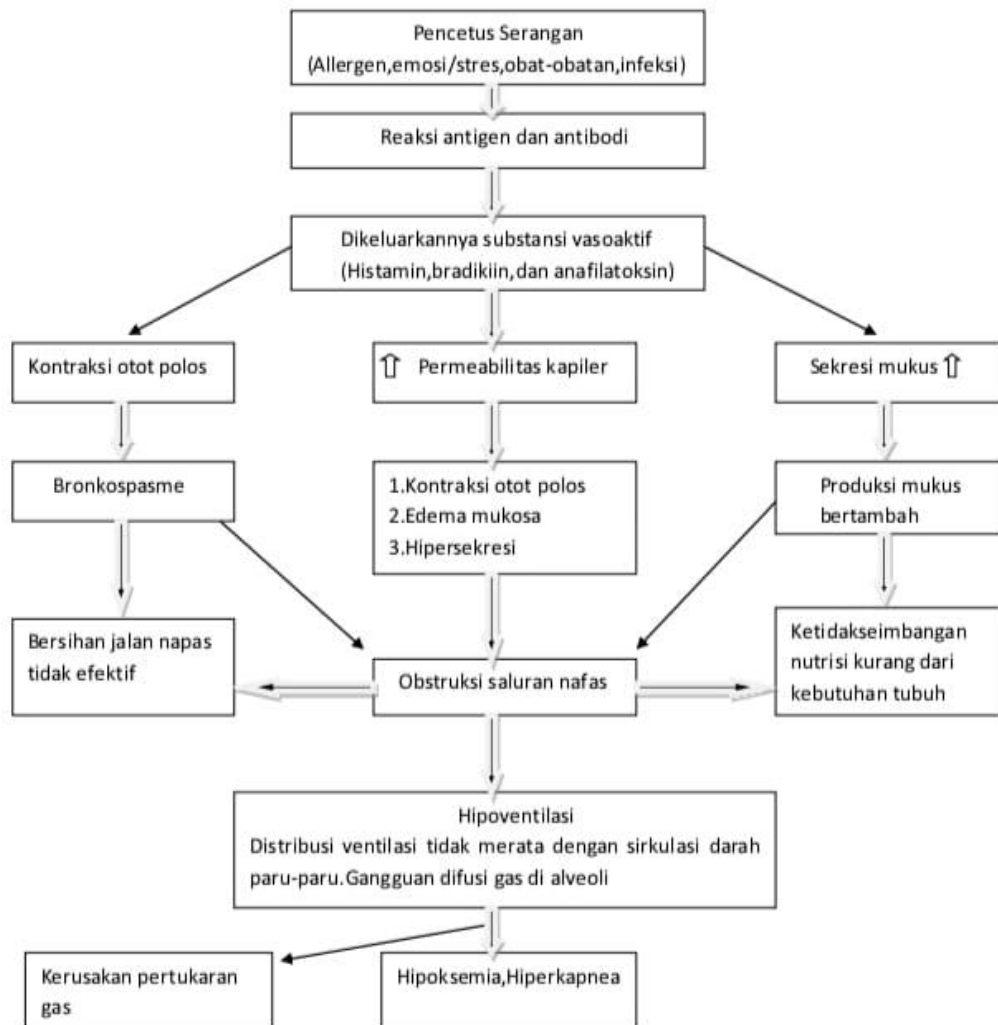 Pencetus Serangan
(Allergen,emosi/stres,obat-obatan,infeksi)
Reaksi antigen dan antibodi
Dikeluarkannya substansi vasoaktif
(Histamin,bradikiin,dan anafilatoksin)
Kontraksi otot polos
⇧ Permeabilitas kapiler
Sekresi mukus ⇧
Bronkospasme
1.Kontraksi otot polos
2.Edema mukosa
3.Hipersekresi
Produksi mukus
bertambah
Bersihan jalan napas
tidak efektif
Obstruksi saluran nafas
Ketidakseimbangan
nutrisi kurang dari
kebutuhan tubuh
Hipoventilasi
Distribusi ventilasi tidak merata dengan sirkulasi darah
paru-paru.Gangguan difusi gas di alveoli
Kerusakan pertukaran
gas
Hipoksemia,Hiperkapnea